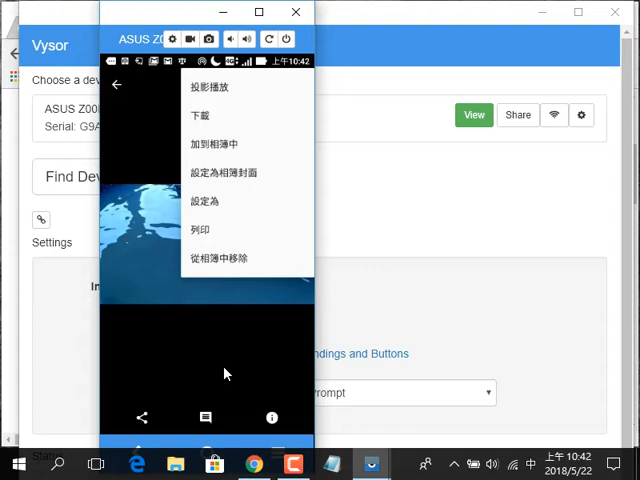 ASUS Z0
Vysor
上午10:42
Choose a dev
投影播放
ASUS Z00
下載
View
Share
Serial: G9A
加到相簿中
Find Dev
設定為相簿封面
設定為
列印
Settings
從相簿中移除
In
ndings and Buttons
Prompt
Status
中
上午 10:42
2018/5/22